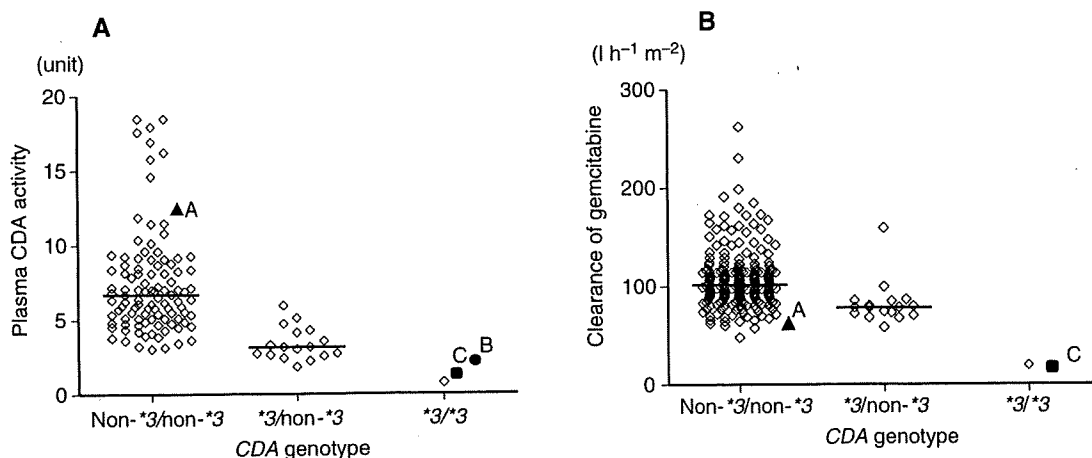 A
(unit)
Plasma CDA activity
20
15
10
5
0
A
C
B
Non-*3/non-*3
*3/non-*3
*3/*3
CDA genotype
B
(l h⁻¹ m⁻²)
Clearance of gemcitabine
300
200
100
0
A
C
Non-*3/non-*3
*3/non-*3
*3/*3
CDA genotype